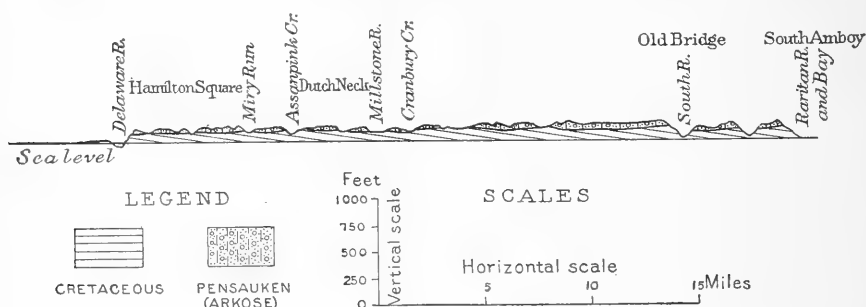 Delaware R.
Hamilton Square
Miry Run
Assanpink Cr.
Dutch Neck
Millstone R.
Cranbury Cr.
Old Bridge
South R.
South Amboy
Raritan R.
and Bay
Sea level
LEGEND
CRETACEOUS
PENSAUKEN
(ARKOSE)
Feet
1000
750
500
250
0
Vertical scale
SCALES
Horizontal scale
5
10
15 Miles